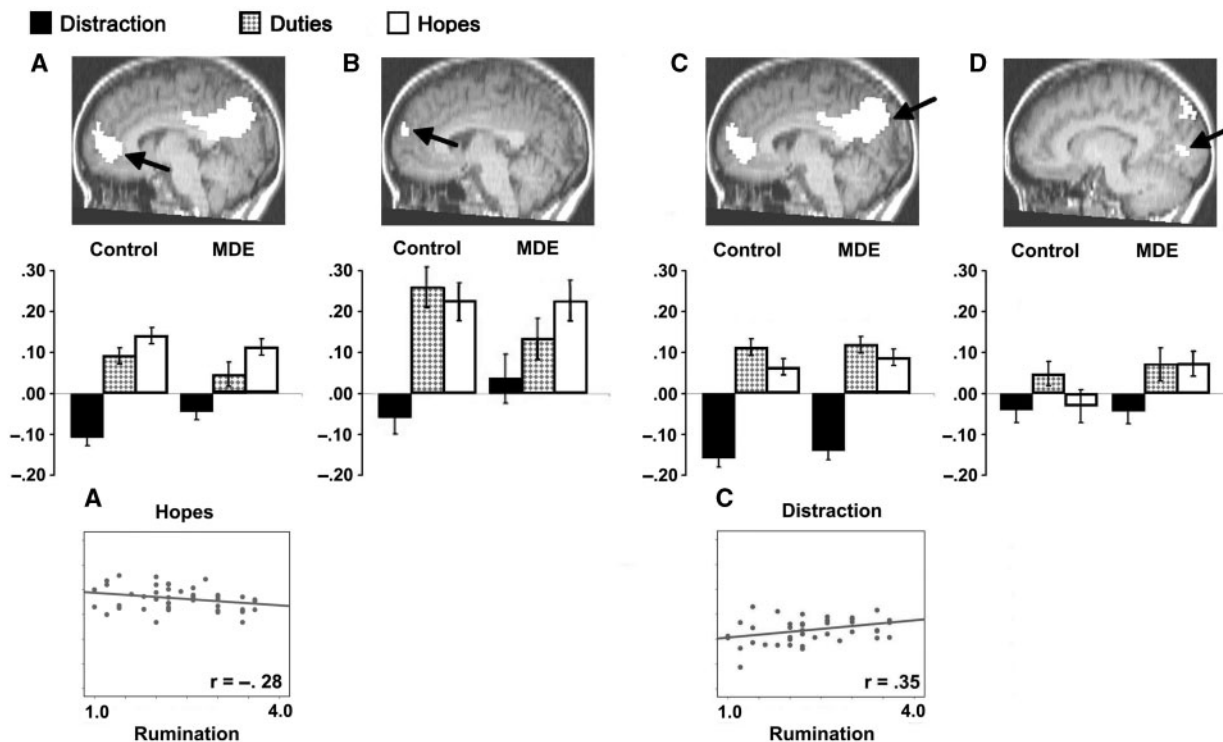 Distraction Duties Hopes
A B C D
Control MDE Control MDE Control MDE Control MDE
.30 .30 .30 .30
.20 .20 .20 .20
.10 .10 .10 .10
.00 .00 .00 .00
–.10 –.10 –.10 –.10
–.20 –.20 –.20 –.20
A C
Hopes Distraction
r = –. 28 r = .35
1.0 4.0 1.0 4.0
Rumination Rumination